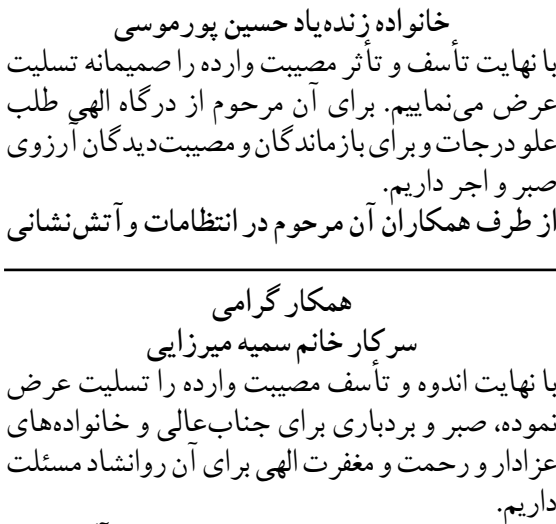 خانواده زنده‌یاد حسین پورموسی
با نهایت تأسف و تأثر مصیبت وارده را صمیمانه تسلیت
عرض می‌نماییم. برای آن مرحوم از درگاه الهی طلب
علو درجات و برای بازماندگان و مصیبت‌دیدگان آرزوی
صبر و اجر داریم.
از طرف همکاران آن مرحوم در انتظامات و آتش‌نشانی
همکار گرامی
سرکار خانم سمیه میرزایی
با نهایت اندوه و تأسف مصیبت وارده را تسلیت عرض
نموده، صبر و بردباری برای جناب‌عالی و خانواده‌های
عزادار و رحمت و مغفرت الهی برای آن روانشاد مسئلت
داریم.